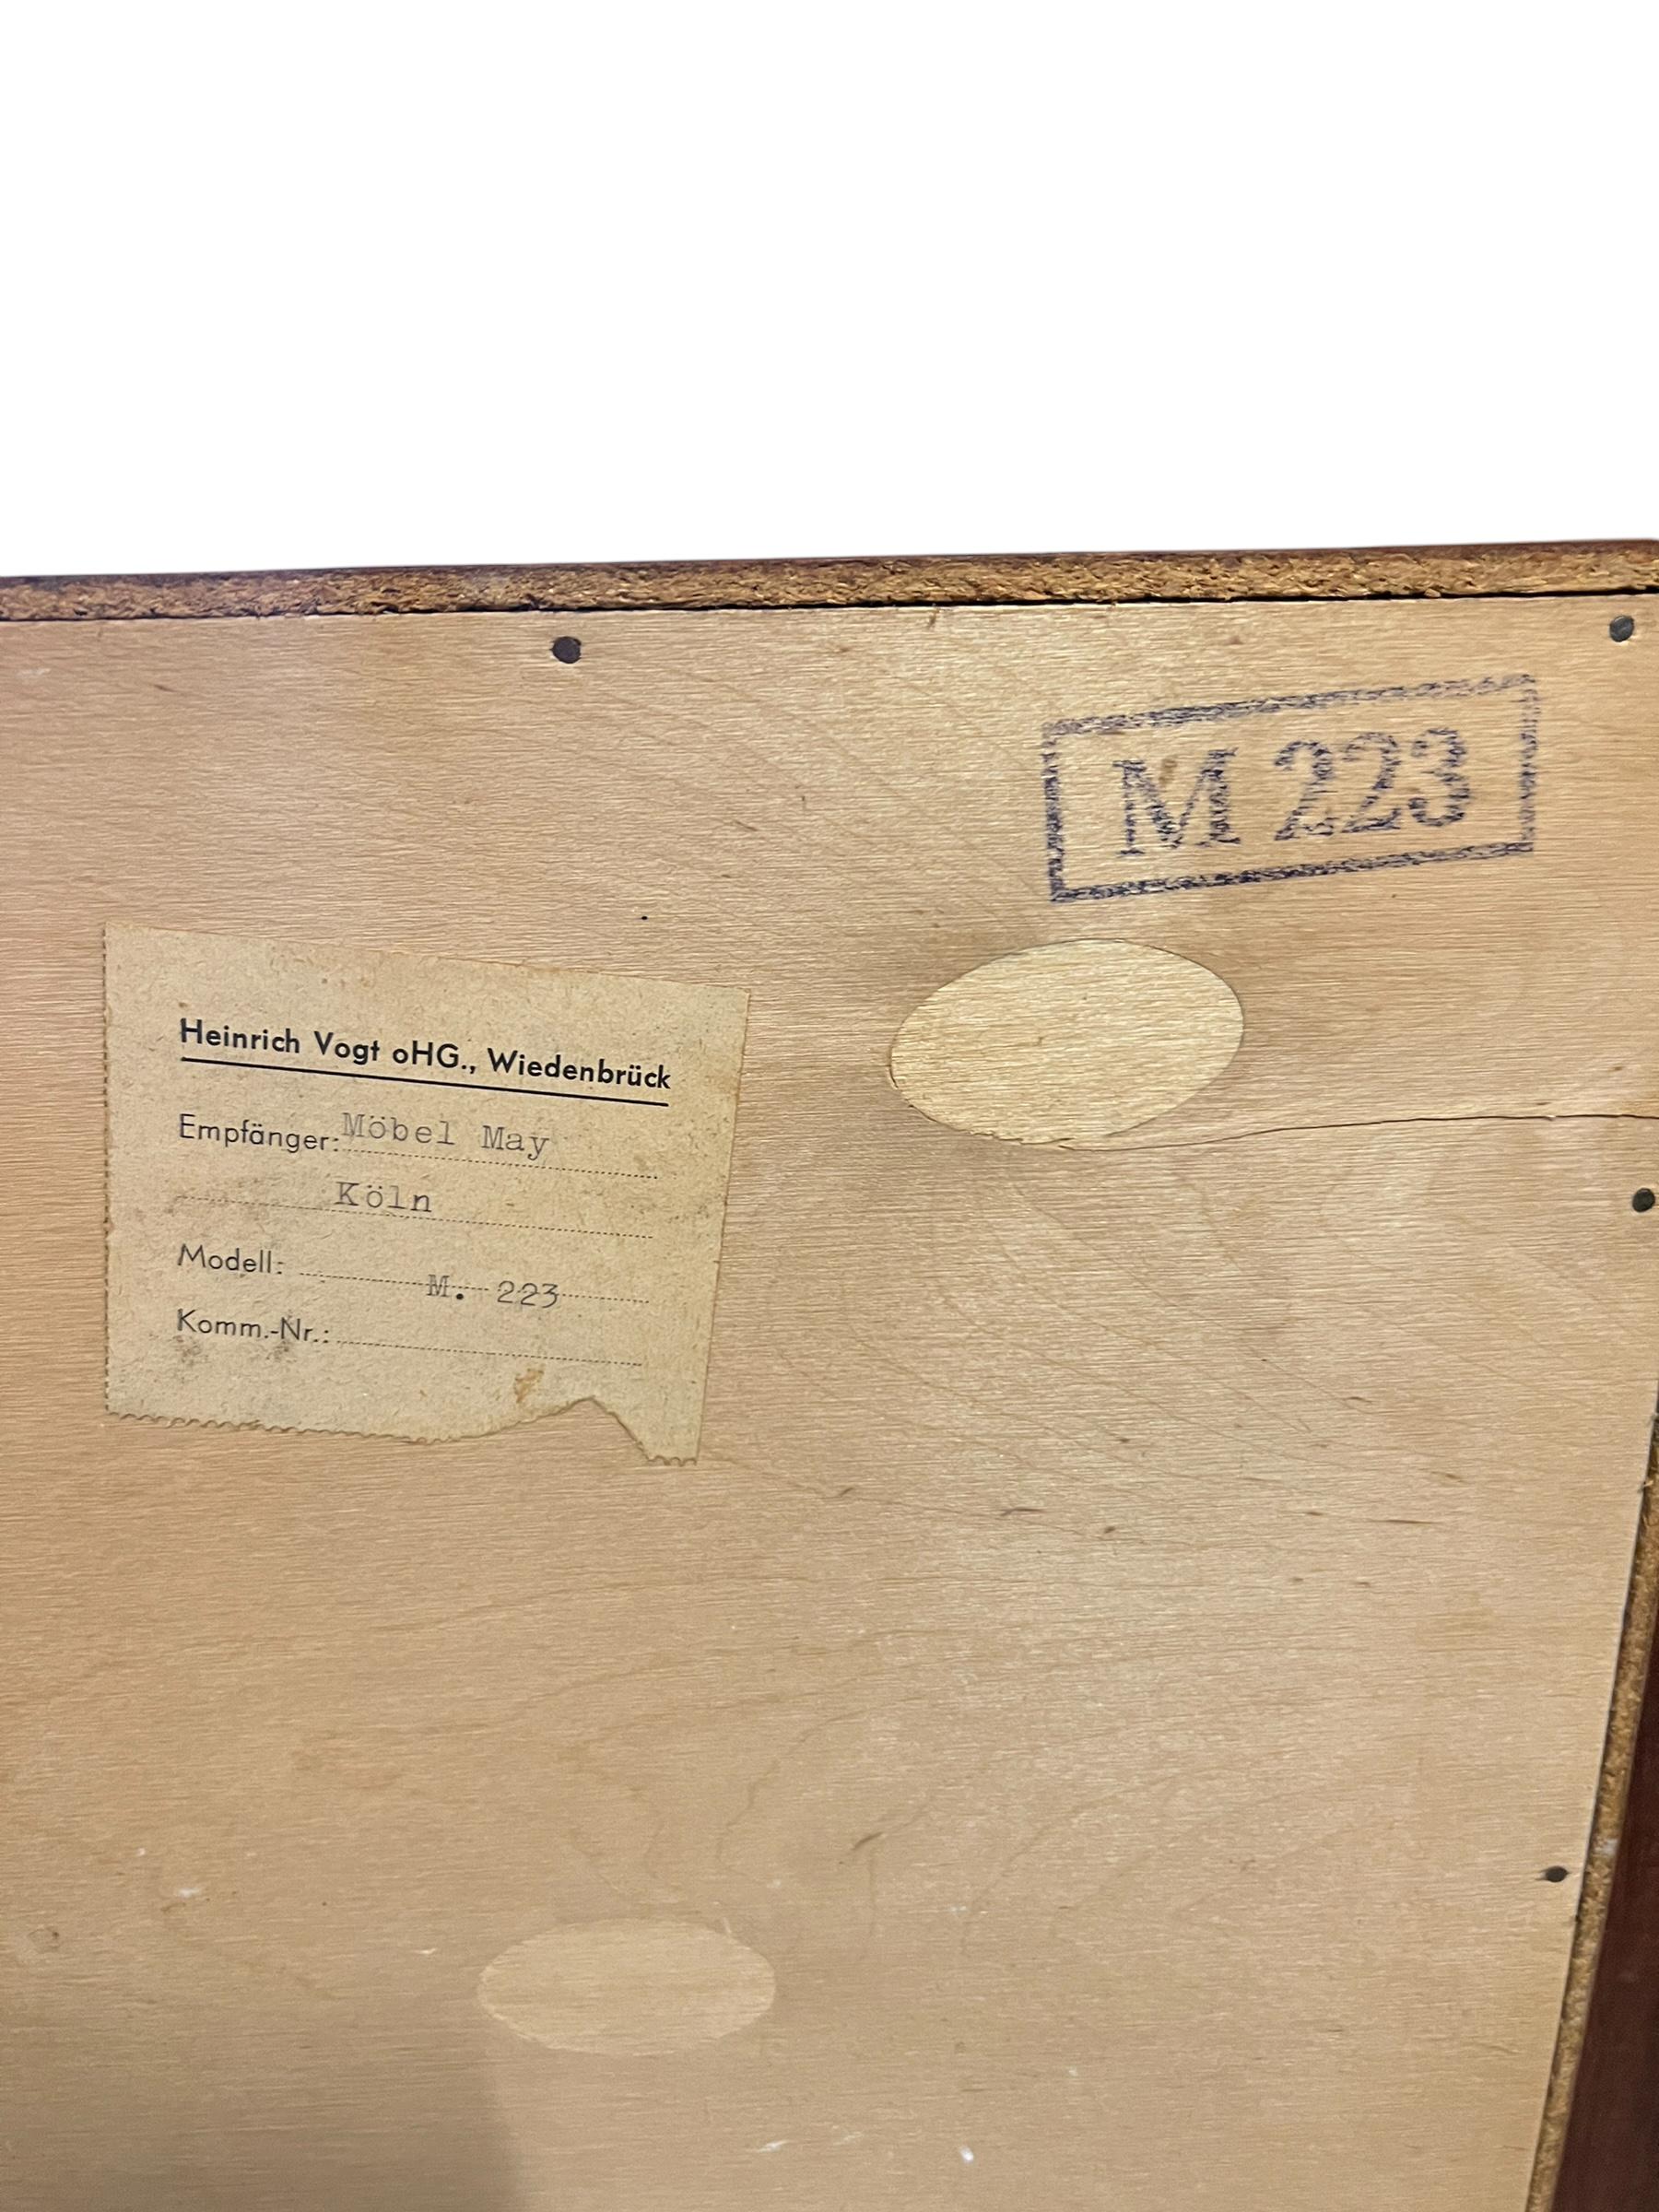 M 223
Heinrich Vogt oHG., Wiedenbrück
Empfänger: Möbel May
Köln
Modell: M. 223
Komm.-Nr.: